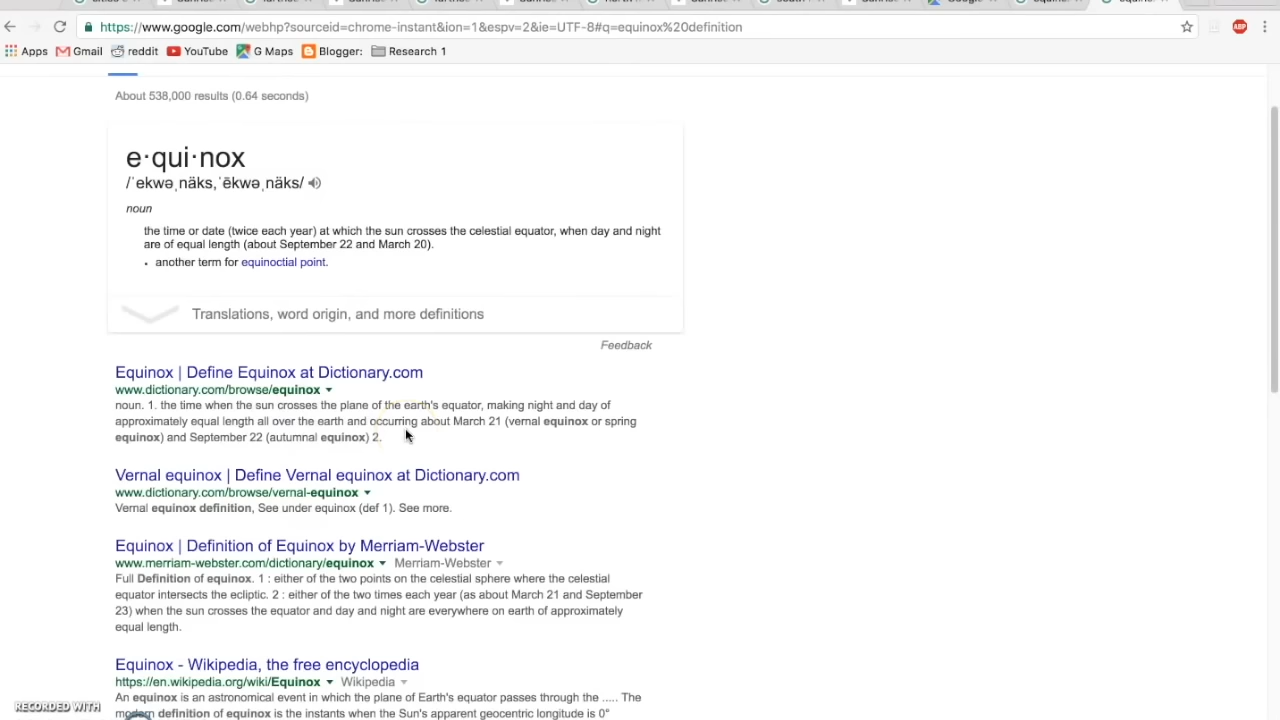 https://www.google.com/webhp?sourceid=chrome-instant&ion=1&espv=2&ie=UTF-8#q=equinox%20definition
ABP
Apps Gmail reddit YouTube G Maps Blogger: Research 1
About 538,000 results (0.64 seconds)
e·qui·nox
/ˈekwəˌnäks,ˈēkwəˌnäks/
noun
the time or date (twice each year) at which the sun crosses the celestial equator, when day and night
are of equal length (about September 22 and March 20).
• another term for equinoctial point.
Translations, word origin, and more definitions
Feedback
Equinox | Define Equinox at Dictionary.com
www.dictionary.com/browse/equinox
noun. 1. the time when the sun crosses the plane of the earth's equator, making night and day of
approximately equal length all over the earth and occurring about March 21 (vernal equinox or spring
equinox) and September 22 (autumnal equinox) 2.
Vernal equinox | Define Vernal equinox at Dictionary.com
www.dictionary.com/browse/vernal-equinox
Vernal equinox definition, See under equinox (def 1). See more.
Equinox | Definition of Equinox by Merriam-Webster
www.merriam-webster.com/dictionary/equinox Merriam-Webster
Full Definition of equinox. 1 : either of the two points on the celestial sphere where the celestial
equator intersects the ecliptic. 2 : either of the two times each year (as about March 21 and September
23) when the sun crosses the equator and day and night are everywhere on earth of approximately
equal length.
Equinox - Wikipedia, the free encyclopedia
https://en.wikipedia.org/wiki/Equinox Wikipedia
An equinox is an astronomical event in which the plane of Earth's equator passes through the ..... The
modern definition of equinox is the instants when the Sun's apparent geocentric longitude is 0°
RECORDED WITH